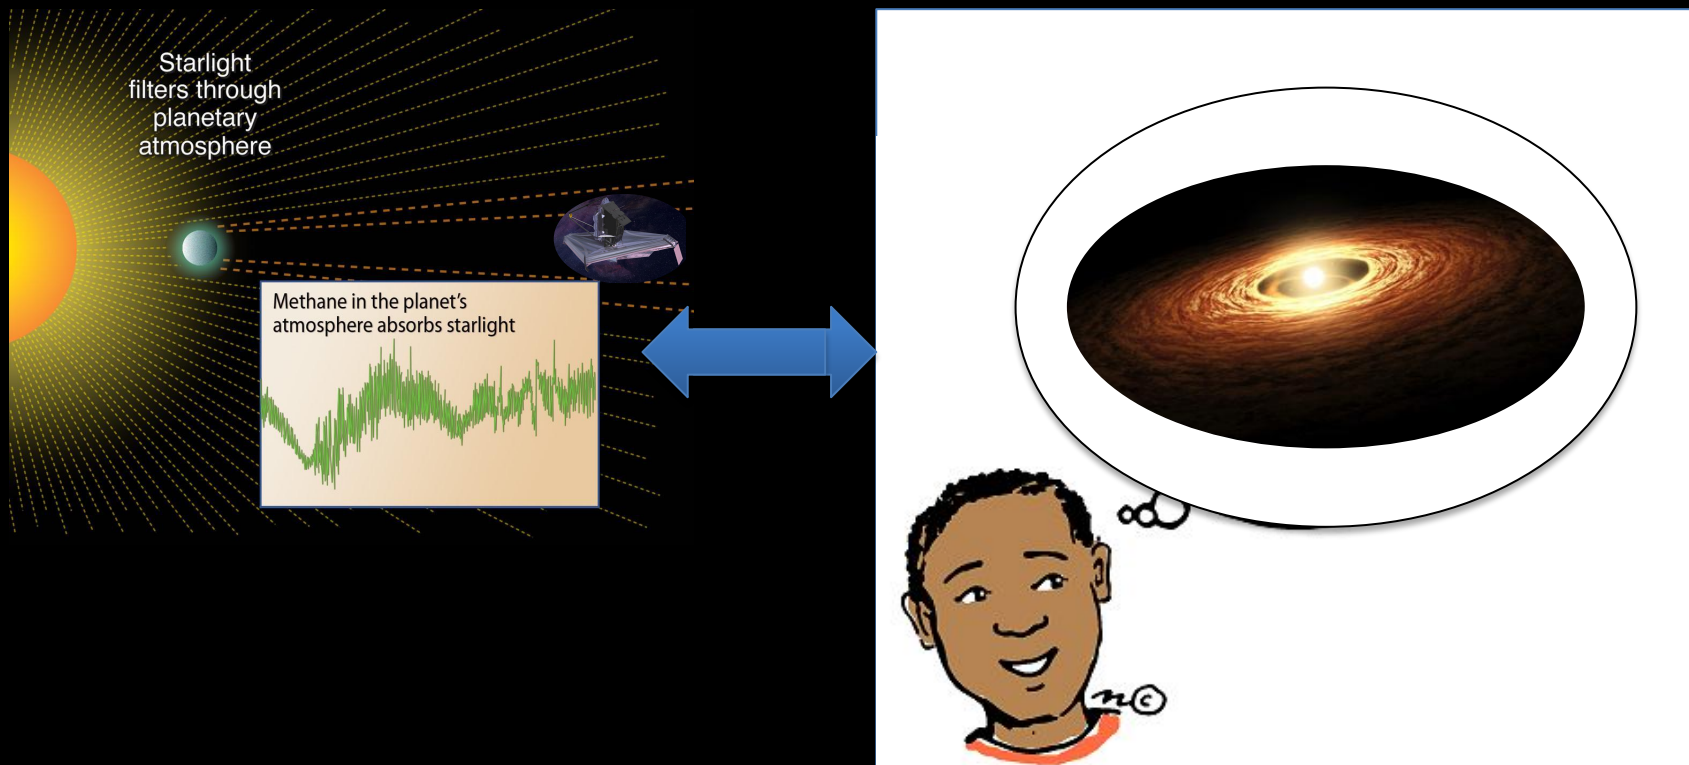 Starlight
filters through
planetary
atmosphere
Methane in the planet's
atmosphere absorbs starlight
n©